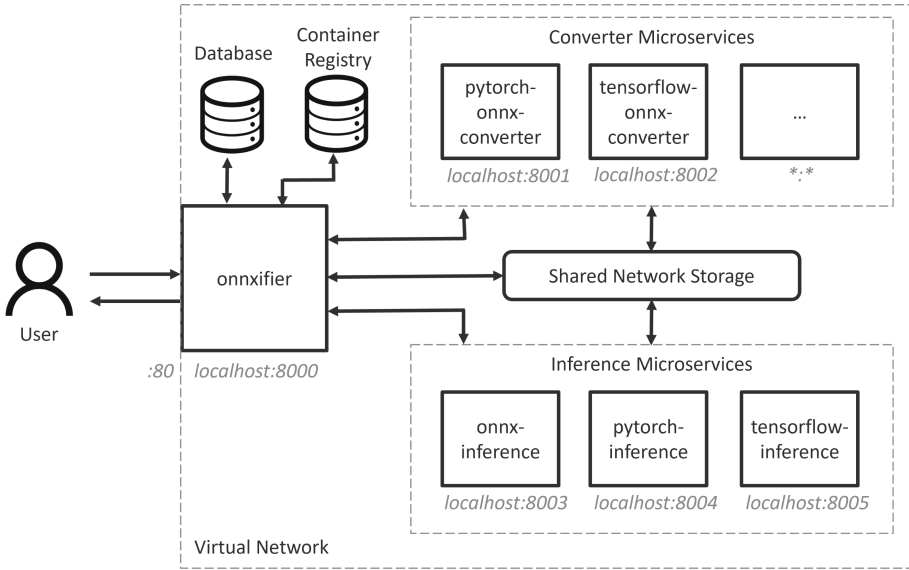 Database
Container
Registry
Converter Microservices
pytorch-
onnx-
converter
tensorflow-
onnx-
converter
...
localhost:8001
localhost:8002
*:*
User
onnxifier
:80
localhost:8000
Shared Network Storage
Inference Microservices
onnx-
inference
pytorch-
inference
tensorflow-
inference
localhost:8003
localhost:8004
localhost:8005
Virtual Network